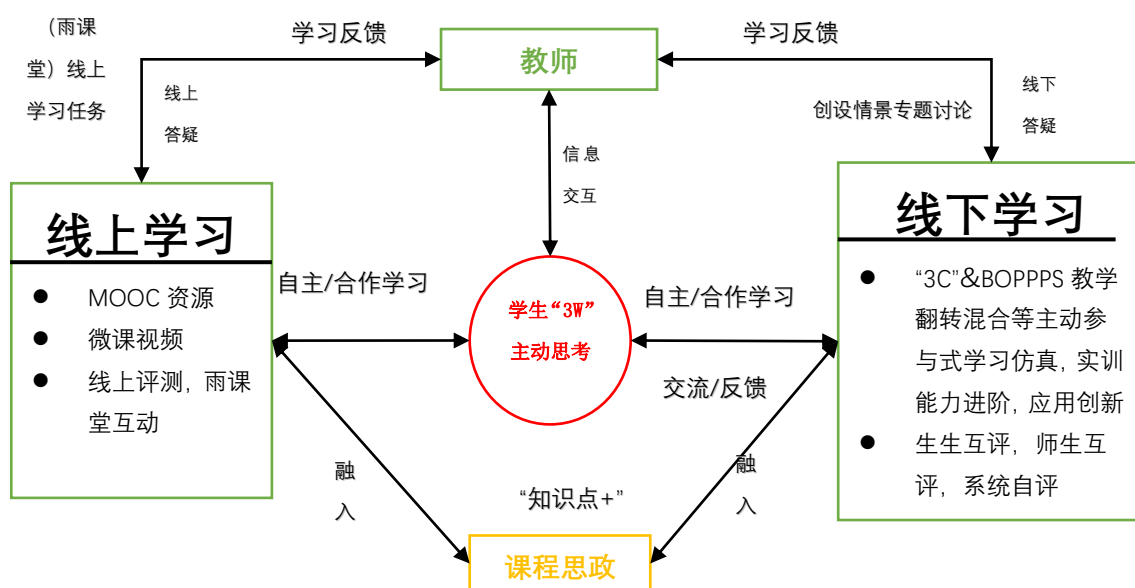 （雨课
堂）线上
学习任务
学习反馈
教师
学习反馈
线上
答疑
信息
交互
创设情景专题讨论
线下
答疑
线上学习
● MOOC 资源
● 微课视频
● 线上评测，雨课
堂互动
自主/合作学习
学生“3W”
主动思考
自主/合作学习
交流/反馈
线下学习
● “3C”&BOPPPS 教学
翻转混合等主动参
与式学习仿真，实训
能力进阶，应用创新
● 生生互评，师生互
评，系统自评
融
入
“知识点+”
融
入
课程思政